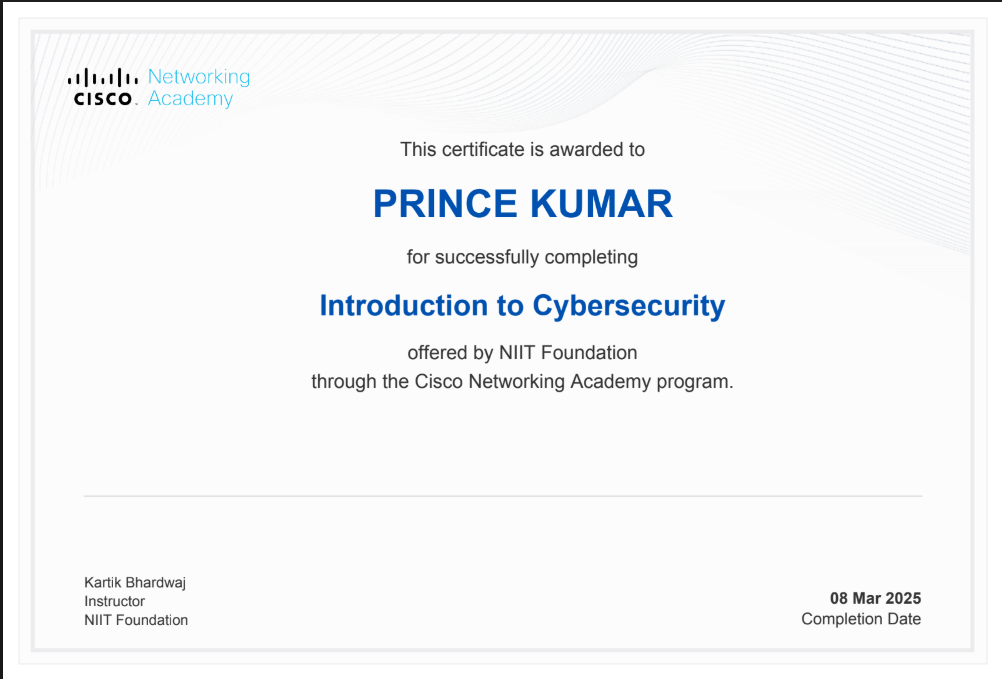 Networking
CISCO. Academy
This certificate is awarded to
PRINCE KUMAR
for successfully completing
Introduction to Cybersecurity
offered by NIIT Foundation
through the Cisco Networking Academy program.
Kartik Bhardwaj
Instructor
NIIT Foundation
08 Mar 2025
Completion Date